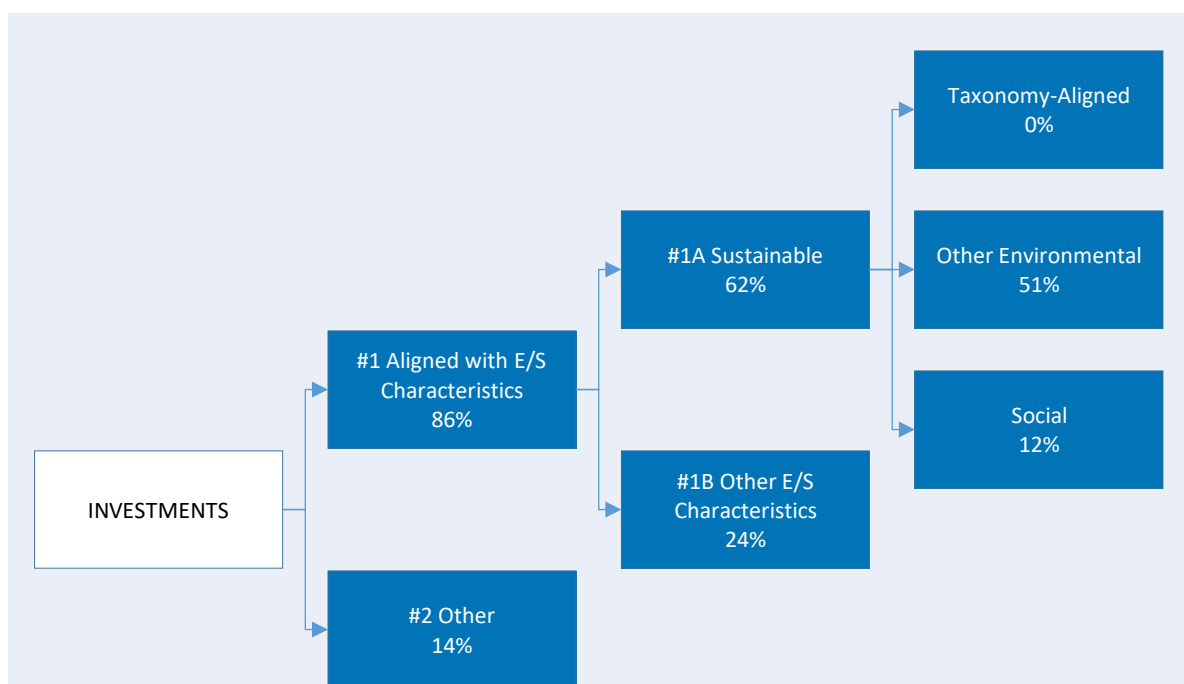 Taxonomy-Aligned
0%
#1A Sustainable
62%
Other Environmental
51%
#1 Aligned with E/S
Characteristics
86%
Social
12%
INVESTMENTS
#1B Other E/S
Characteristics
24%
#2 Other
14%